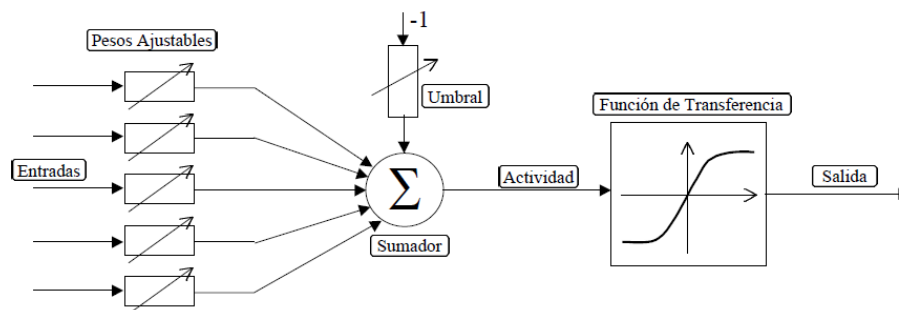 -1
Pesos Ajustables
Umbral
Función de Transferencia
Entradas
Σ
Actividad
Salida
Sumador